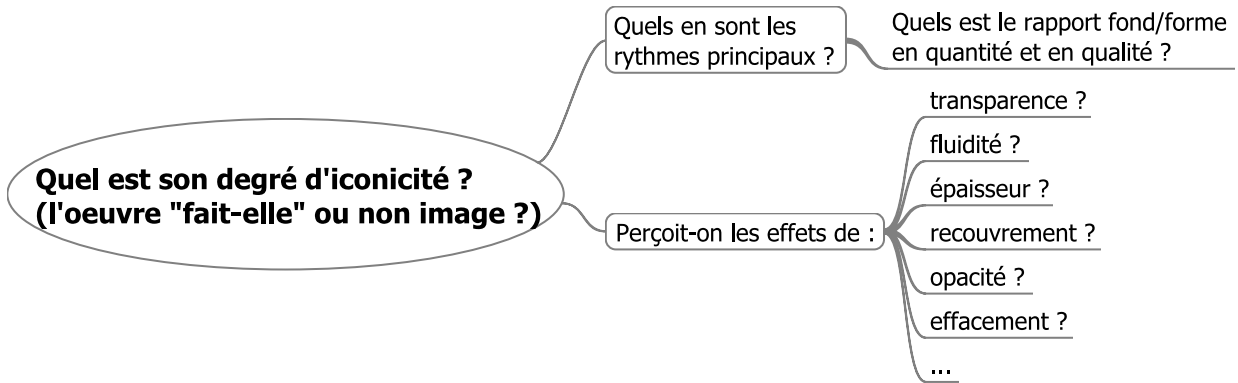 Quel est son degré d'iconicité ?
(l'oeuvre "fait-elle" ou non image ?)
Quels en sont les
rythmes principaux ?
Quels est le rapport fond/forme
en quantité et en qualité ?
Perçoit-on les effets de :
transparence ?
fluidité ?
épaisseur ?
recouvrement ?
opacité ?
effacement ?
...